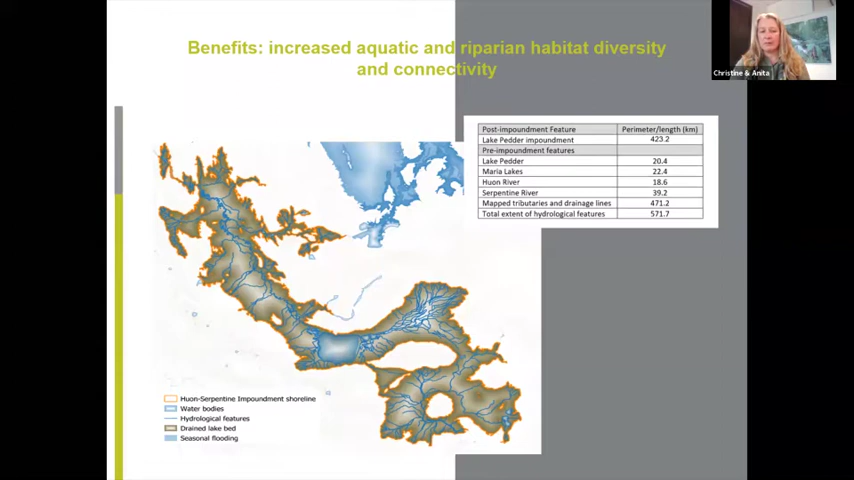 Benefits: increased aquatic and riparian habitat diversity
and connectivity
Christine & Anita
Post-impoundment Feature Perimeter/length (km)
Lake Pedder impoundment 423.2
Pre-impoundment features
Lake Pedder 20.4
Maria Lakes 22.4
Huon River 18.6
Serpentine River 39.2
Mapped tributaries and drainage lines 471.2
Total extent of hydrological features 571.7
Huon-Serpentine Impoundment shoreline
Water bodies
Hydrological features
Drained lake bed
Seasonal flooding